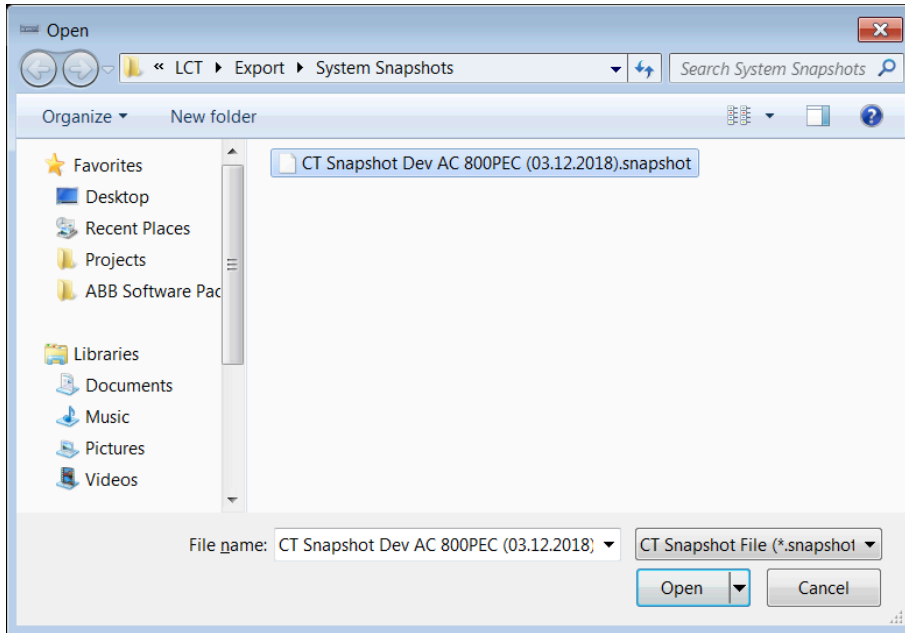 Open
« LCT Export System Snapshots
Search System Snapshots
Organize
New folder
Favorites
Desktop
Recent Places
Projects
ABB Software Pac
Libraries
Documents
Music
Pictures
Videos
CT Snapshot Dev AC 800PEC (03.12.2018).snapshot
File name: CT Snapshot Dev AC 800PEC (03.12.2018)
CT Snapshot File (*.snapshot
Open
Cancel